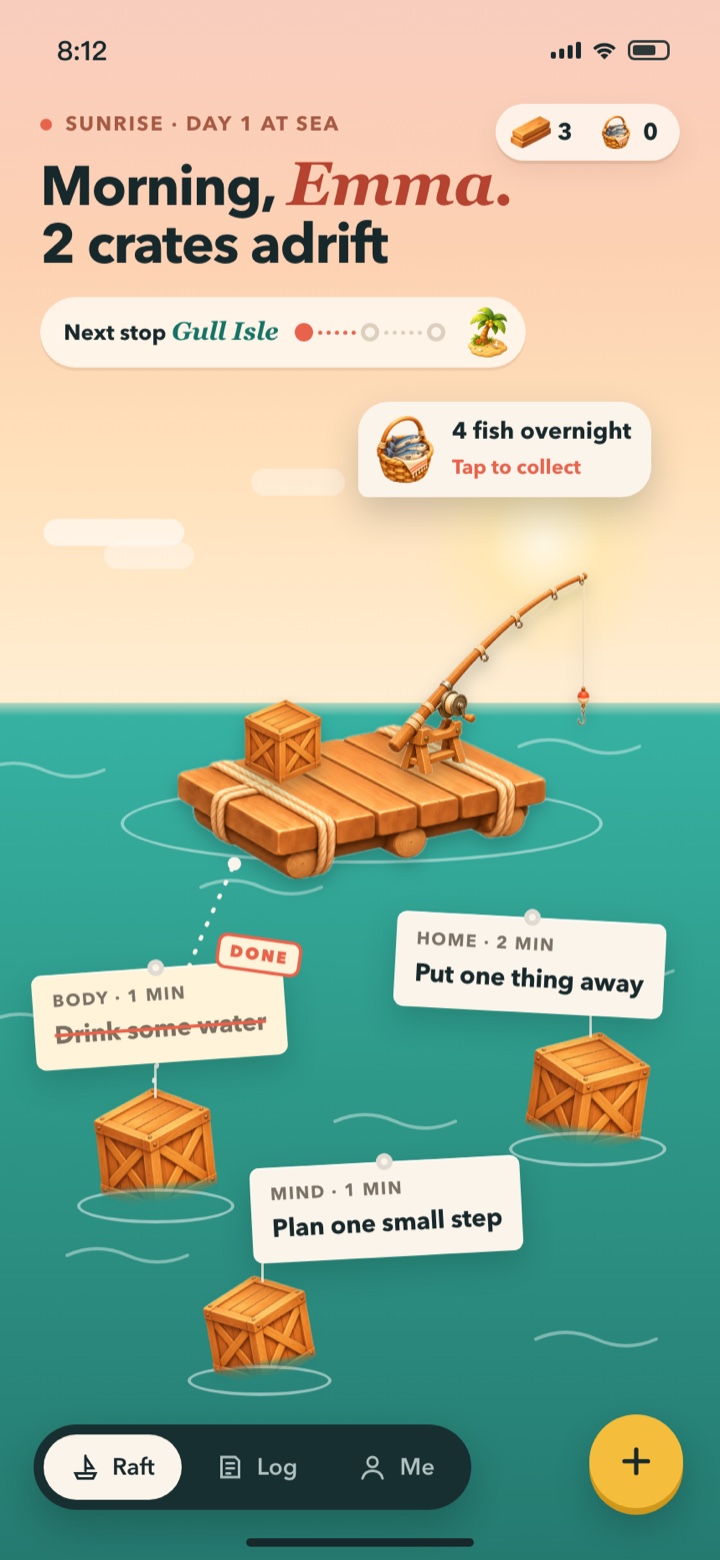 8:12
SUNRISE · DAY 1 AT SEA
3
0
Morning, Emma.
2 crates adrift
Next stop Gull Isle
4 fish overnight
Tap to collect
DONE
HOME · 2 MIN
Put one thing away
BODY · 1 MIN
Drink some water
MIND · 1 MIN
Plan one small step
Raft
Log
Me
+